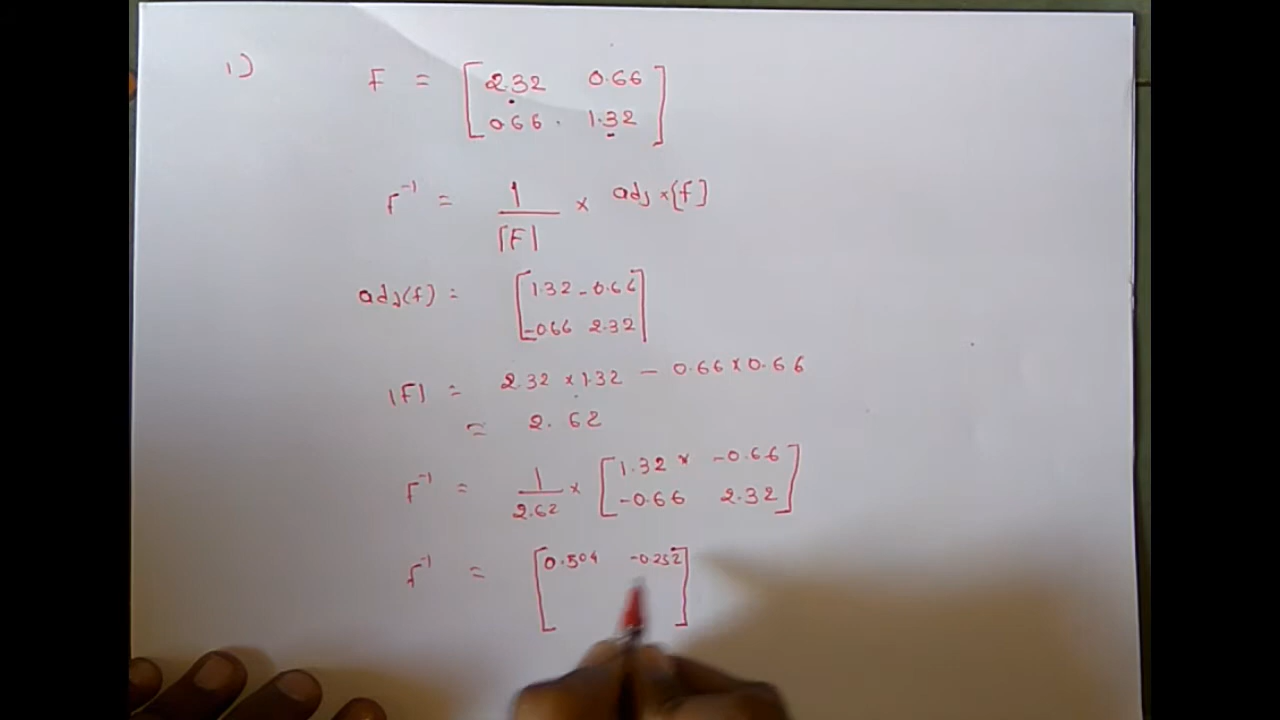 1) F = [2.32 0.66
0.66 1.32]
F⁻¹ = 1/|F| × adj × [f]
adj(f) = [1.32 -0.66
-0.66 2.32]
|F| = 2.32 × 1.32 - 0.66 × 0.66
= 2.62
F⁻¹ = 1/2.62 × [1.32 × -0.66
-0.66 2.32]
f⁻¹ = [0.504 -0.252]